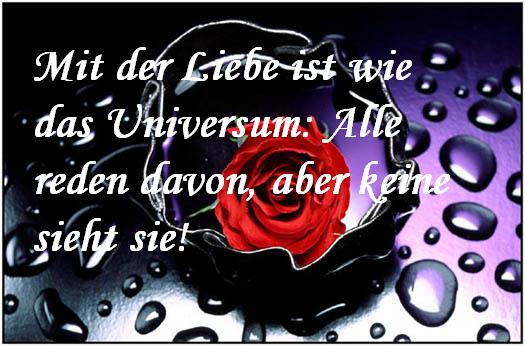 Mit der Liebe ist wie
das Universum: Alle
reden davon, aber keine
sieht sie!